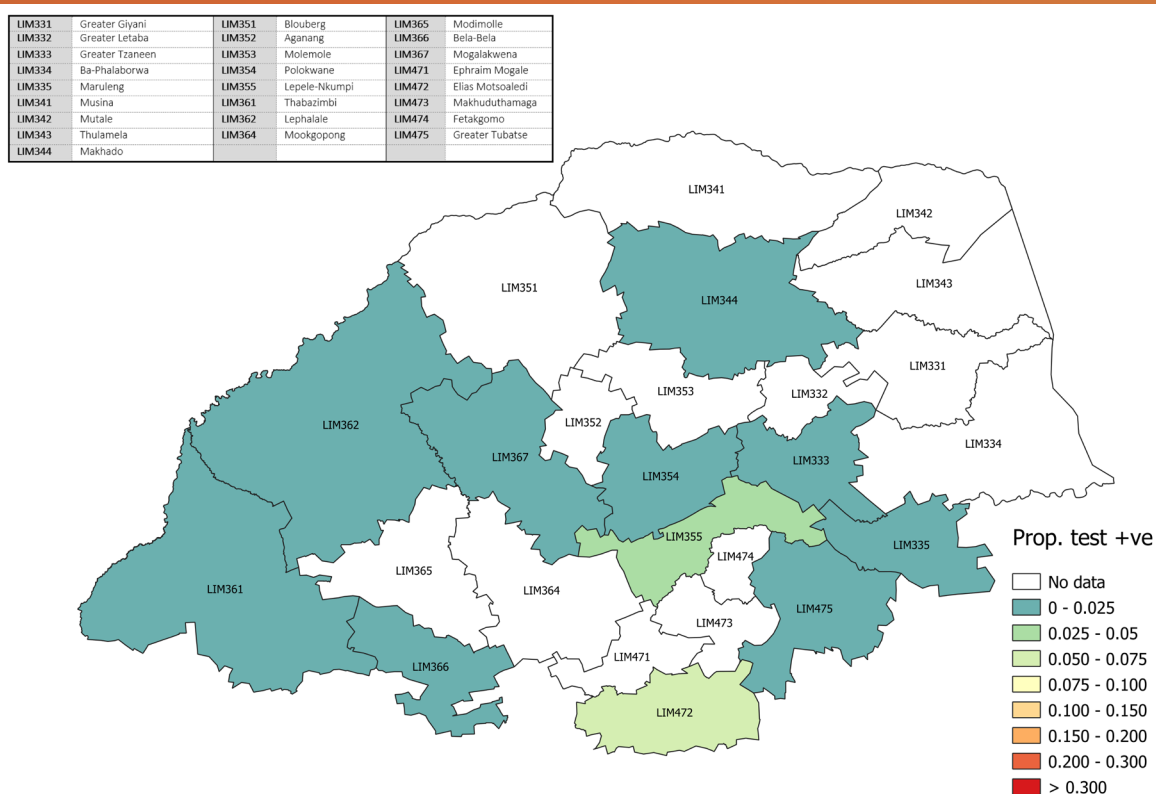 LIM331 Greater Giyani LIM351 Blouberg LIM365 Modimolle
LIM332 Greater Letaba LIM352 Aganang LIM366 Bela-Bela
LIM333 Greater Tzaneen LIM353 Molemole LIM367 Mogalakwena
LIM334 Ba-Phalaborwa LIM354 Polokwane LIM471 Ephraim Mogale
LIM335 Maruleng LIM355 Lepele-Nkumpi LIM472 Elias Motsoaledi
LIM341 Musina LIM361 Thabazimbi LIM473 Makhuduthamaga
LIM342 Mutale LIM362 Lephalale LIM474 Fetakgomo
LIM343 Thulamela LIM364 Mookgopong LIM475 Greater Tubatse
LIM344 Makhado
LIM341
LIM342
LIM343
LIM351
LIM344
LIM331
LIM353
LIM332
LIM352
LIM362
LIM334
LIM367
LIM333
LIM354
LIM355
LIM335
LIM474
LIM365
LIM361
LIM364
LIM475
LIM473
LIM471
LIM366
LIM472
Prop. test +ve
No data
0 - 0.025
0.025 - 0.05
0.050 - 0.075
0.075 - 0.100
0.100 - 0.150
0.150 - 0.200
0.200 - 0.300
> 0.300